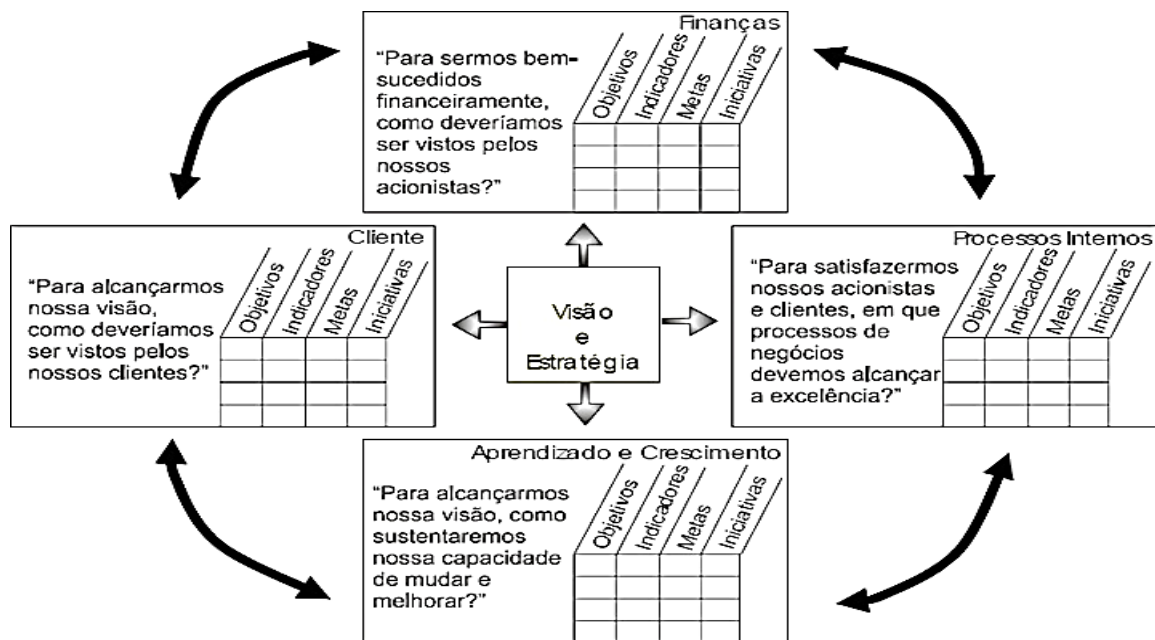 Finanças
“Para sermos bem-
sucedidos
financeiramente,
como deveríamos
ser vistos pelos
nossos
acionistas?”
Objetivos
Indicadores
Metas
Iniciativas
Cliente
“Para alcançarmos
nossa visão,
como deveríamos
ser vistos pelos
nossos clientes?”
Objetivos
Indicadores
Metas
Iniciativas
Visão
e
Estratégia
Processos Internos
“Para satisfazermos
nossos acionistas
e clientes, em que
processos de
negócios
devemos alcançar
a excelência?”
Objetivos
Indicadores
Metas
Iniciativas
Aprendizado e Crescimento
“Para alcançarmos
nossa visão, como
sustentaremos
nossa capacidade
de mudar e
melhorar?”
Objetivos
Indicadores
Metas
Iniciativas